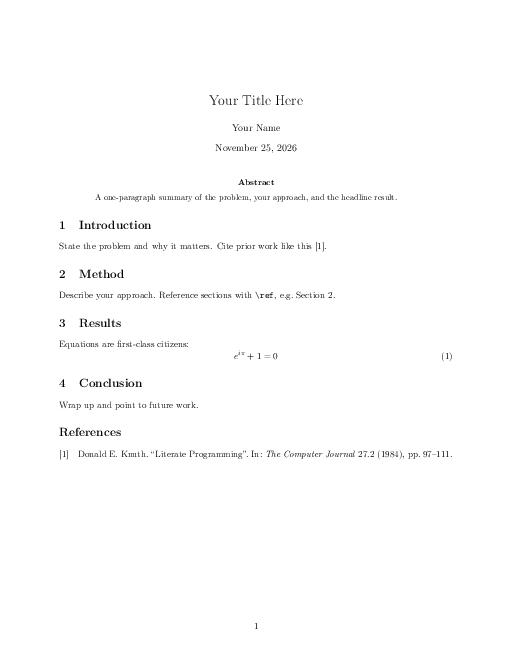 Your Title Here
Your Name
November 25, 2026
Abstract
A one-paragraph summary of the problem, your approach, and the headline result.
1 Introduction
State the problem and why it matters. Cite prior work like this [1].
2 Method
Describe your approach. Reference sections with \ref, e.g. Section 2.
3 Results
Equations are first-class citizens:
e^{iπ} + 1 = 0 (1)
4 Conclusion
Wrap up and point to future work.
References
[1] Donald E. Knuth. “Literate Programming”. In: The Computer Journal 27.2 (1984), pp. 97–111.
1